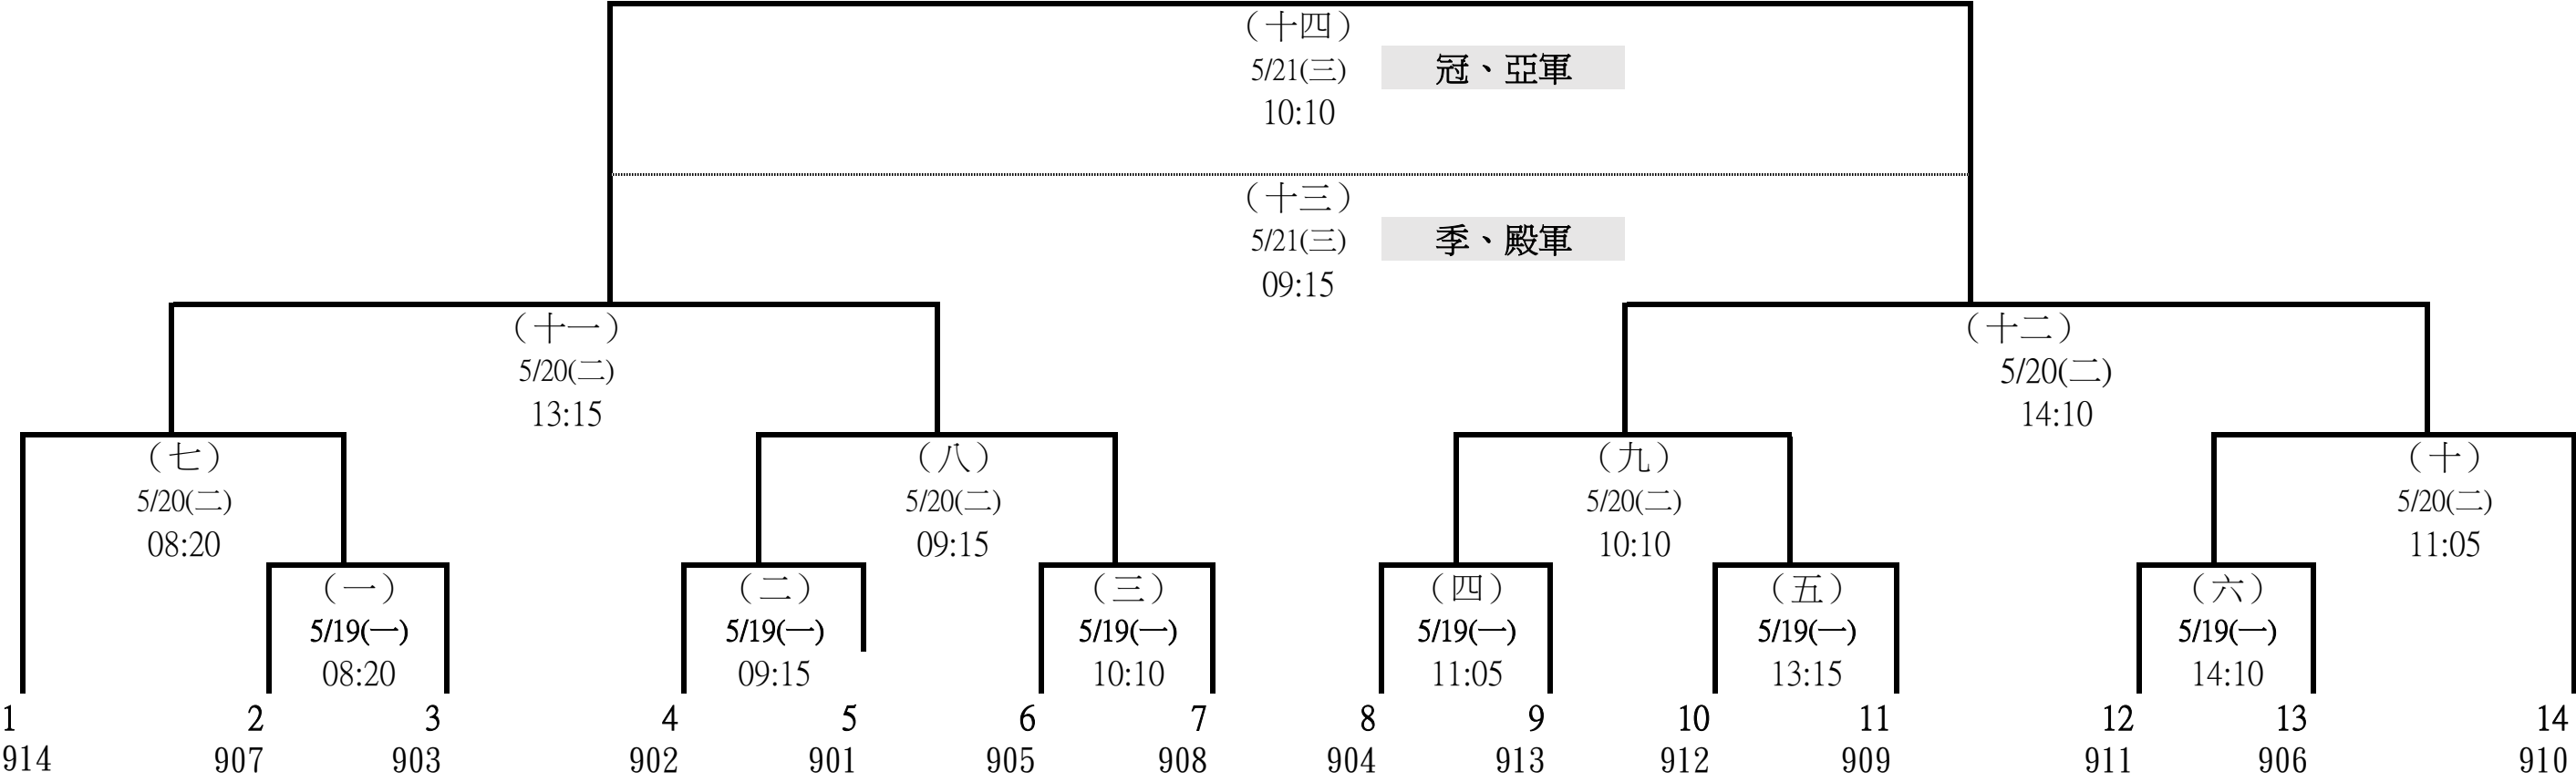 （十四）
5/21(三)
冠、亞軍
10:10
（十三）
5/21(三)
季、殿軍
09:15
（十一）
5/20(二)
13:15
（十二）
5/20(二)
14:10
（七）
5/20(二)
08:20
（八）
5/20(二)
09:15
（九）
5/20(二)
10:10
（十）
5/20(二)
11:05
（一）
5/19(一)
08:20
（二）
5/19(一)
09:15
（三）
5/19(一)
10:10
（四）
5/19(一)
11:05
（五）
5/19(一)
13:15
（六）
5/19(一)
14:10
1 2 3 4 5 6 7 8 9 10 11 12 13 14
914 907 903 902 901 905 908 904 913 912 909 911 906 910